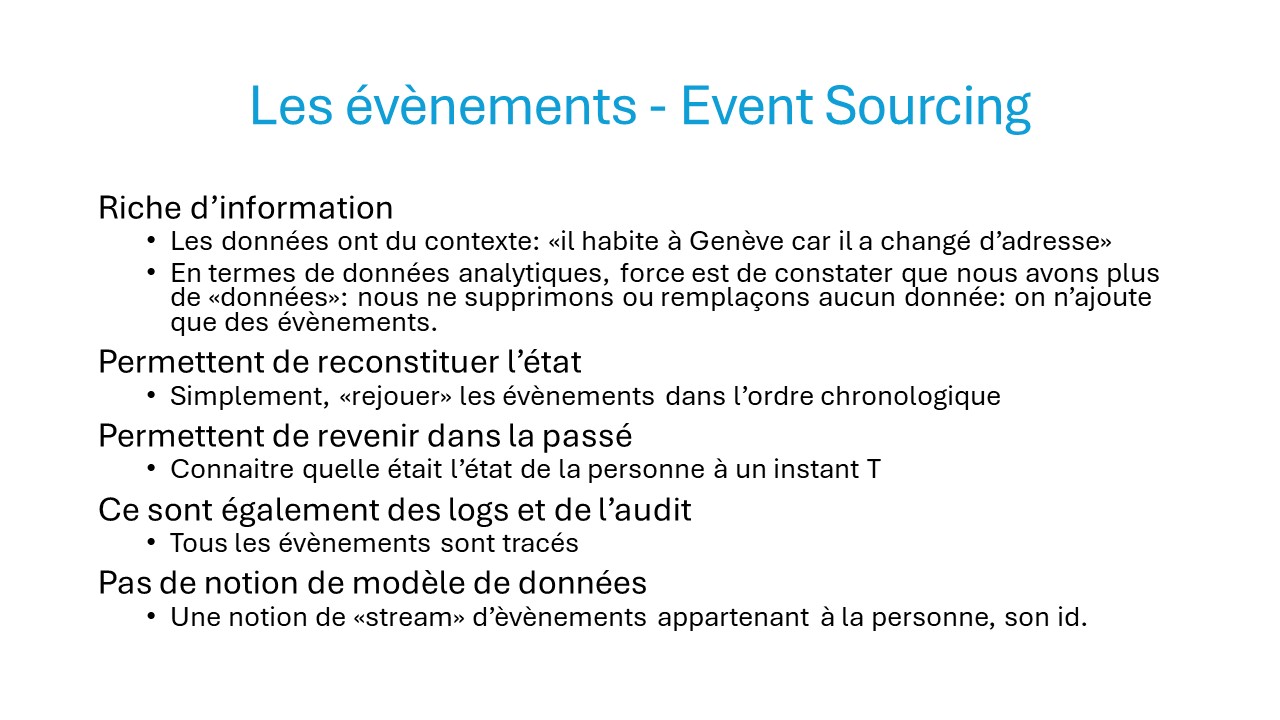 Les évènements - Event Sourcing
Riche d’information
• Les données ont du contexte: «il habite à Genève car il a changé d’adresse»
• En termes de données analytiques, force est de constater que nous avons plus
de «données»: nous ne supprimons ou remplaçons aucun donnée: on n’ajoute
que des évènements.
Permettent de reconstituer l’état
• Simplement, «rejouer» les évènements dans l’ordre chronologique
Permettent de revenir dans la passé
• Connaitre quelle était l’état de la personne à un instant T
Ce sont également des logs et de l’audit
• Tous les évènements sont tracés
Pas de notion de modèle de données
• Une notion de «stream» d’èvènements appartenant à la personne, son id.